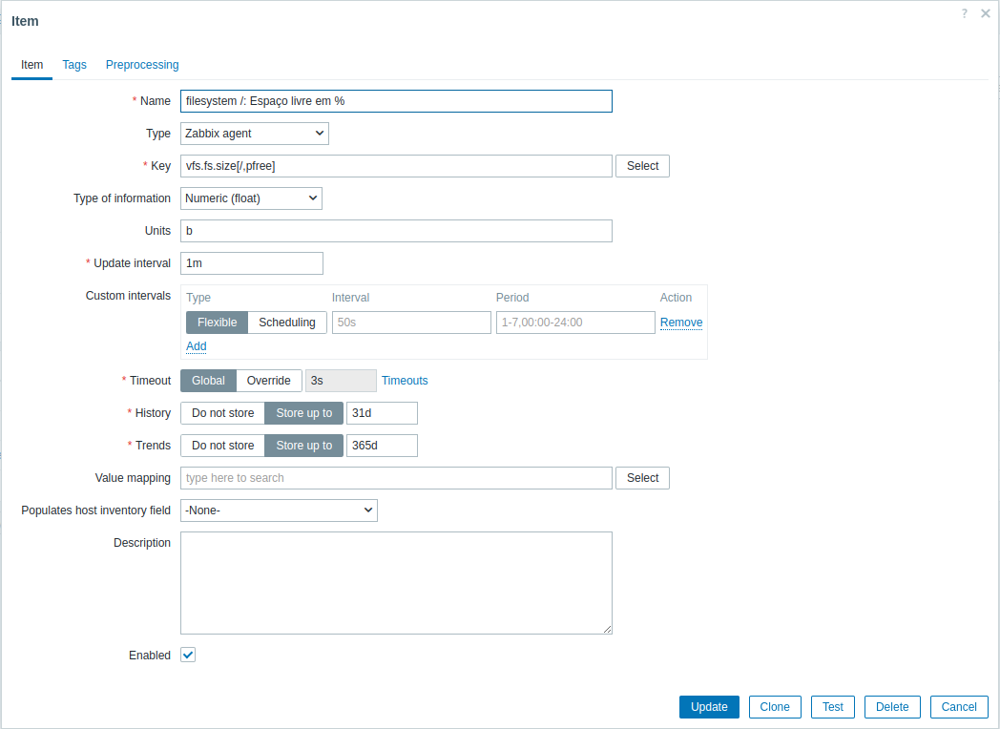 Item
?
Item Tags Preprocessing
* Name filesystem /: Espaço livre em %
Type Zabbix agent
* Key vfs.fs.size[/,pfree] Select
Type of information Numeric (float)
Units b
* Update interval 1m
Custom intervals Type Interval Period Action
Flexible Scheduling 50s 1-7,00:00-24:00 Remove
Add
* Timeout Global Override 3s Timeouts
* History Do not store Store up to 31d
* Trends Do not store Store up to 365d
Value mapping type here to search Select
Populates host inventory field -None-
Description
Enabled
Update Clone Test Delete Cancel